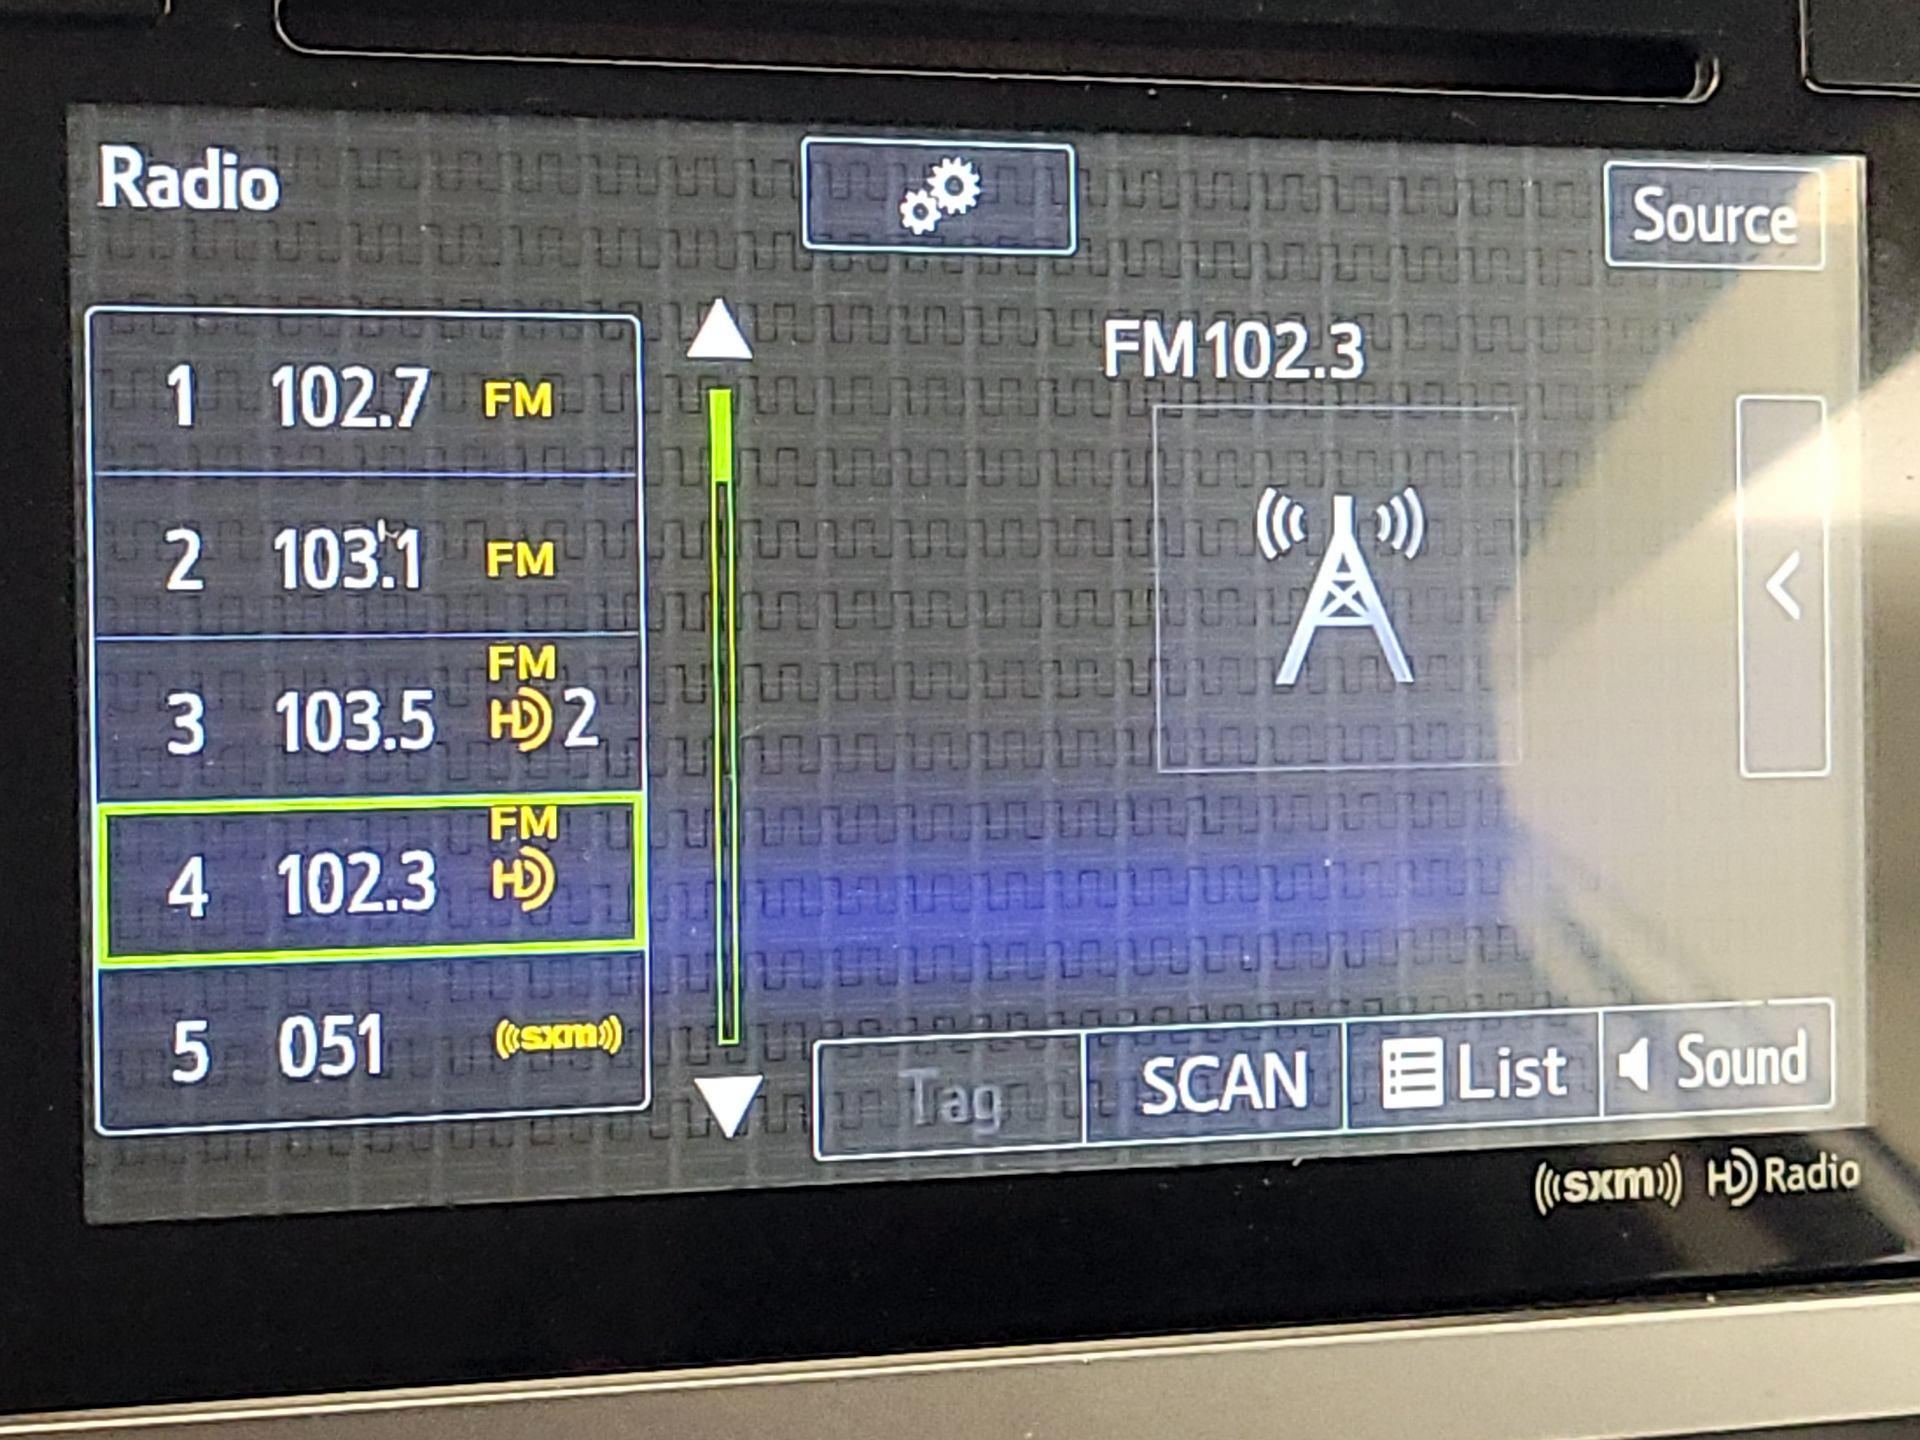 Radio
Source
FM102.3
1 102.7 FM
2 103.1 FM
3 103.5 FM HD 2
4 102.3 FM HD
5 051 ((sxm))
Tag SCAN List Sound
((sxm)) HD Radio